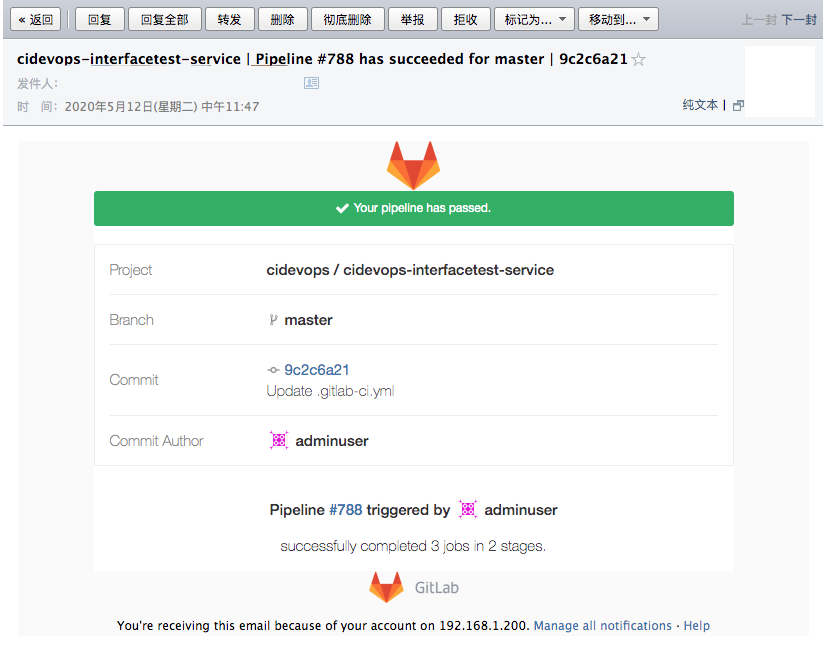 « 返回 回复 回复全部 转发 删除 彻底删除 举报 拒收 标记为... 移动到... 上一封 下一封
cidevops-interfacetest-service | Pipeline #788 has succeeded for master | 9c2c6a21
发件人：
时 间： 2020年5月12日(星期二) 中午11:47
纯文本 |
Your pipeline has passed.
Project cidevops / cidevops-interfacetest-service
Branch master
Commit 9c2c6a21
Update .gitlab-ci.yml
Commit Author adminuser
Pipeline #788 triggered by adminuser
successfully completed 3 jobs in 2 stages.
GitLab
You're receiving this email because of your account on 192.168.1.200. Manage all notifications · Help